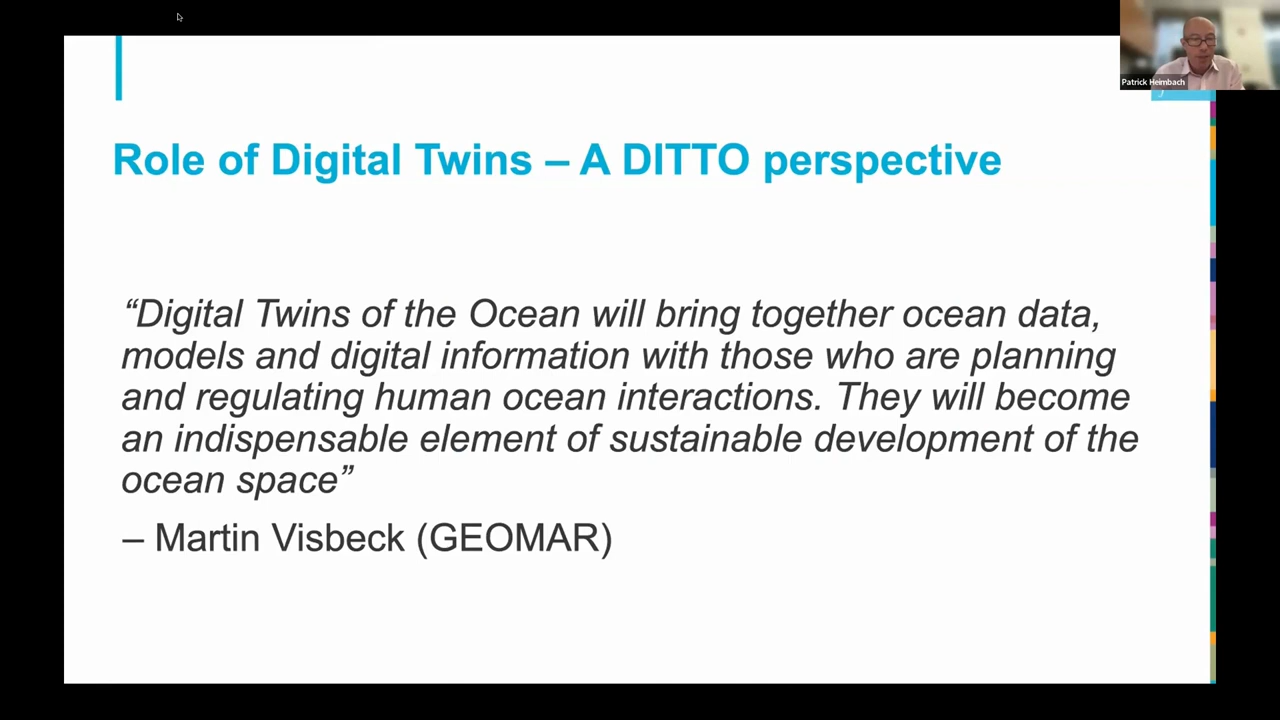 Patrick Heimbach
Role of Digital Twins – A DITTO perspective
“Digital Twins of the Ocean will bring together ocean data,
models and digital information with those who are planning
and regulating human ocean interactions. They will become
an indispensable element of sustainable development of the
ocean space”
– Martin Visbeck (GEOMAR)